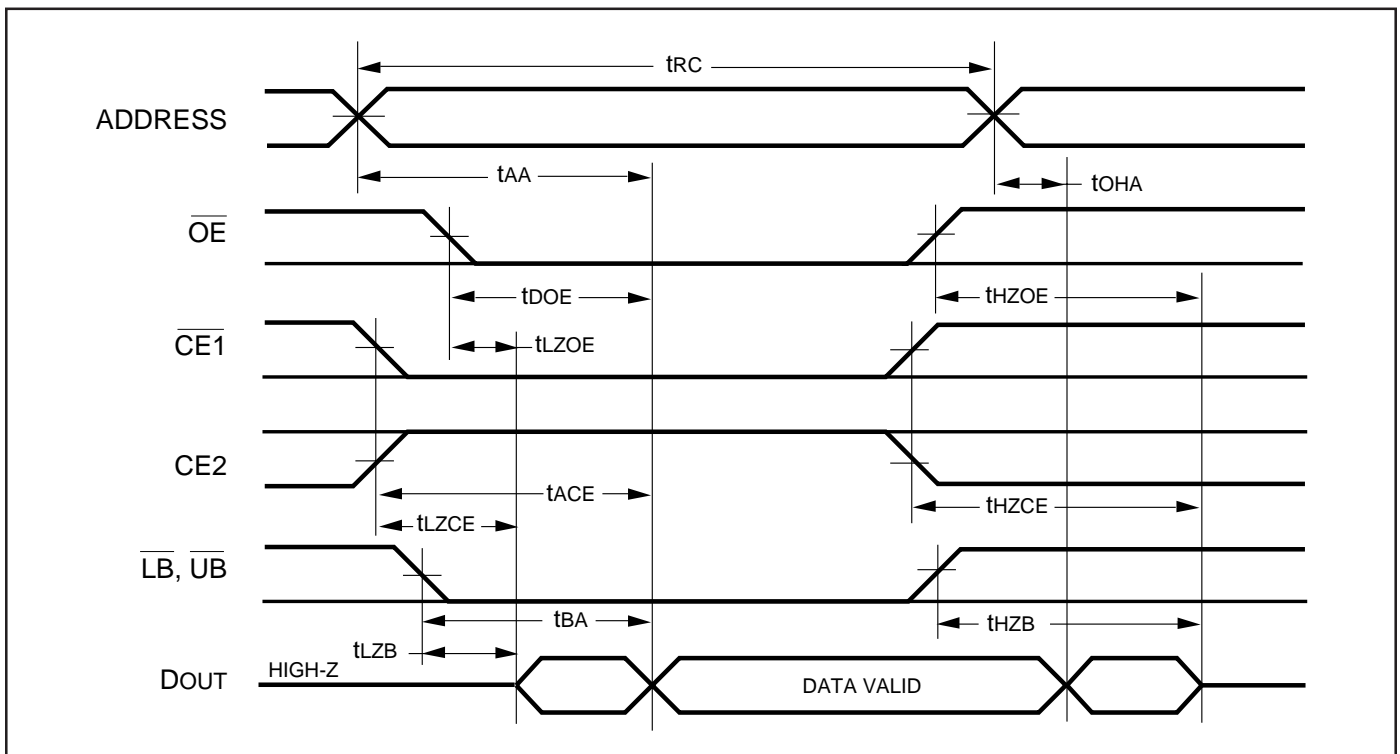 tRC
ADDRESS
tAA
tOHA
OE
tDOE
tHZOE
CE1
tLZOE
CE2
tACE
tHZCE
tLZCE
LB, UB
tBA
tHZB
tLZB
DOUT
HIGH-Z
DATA VALID